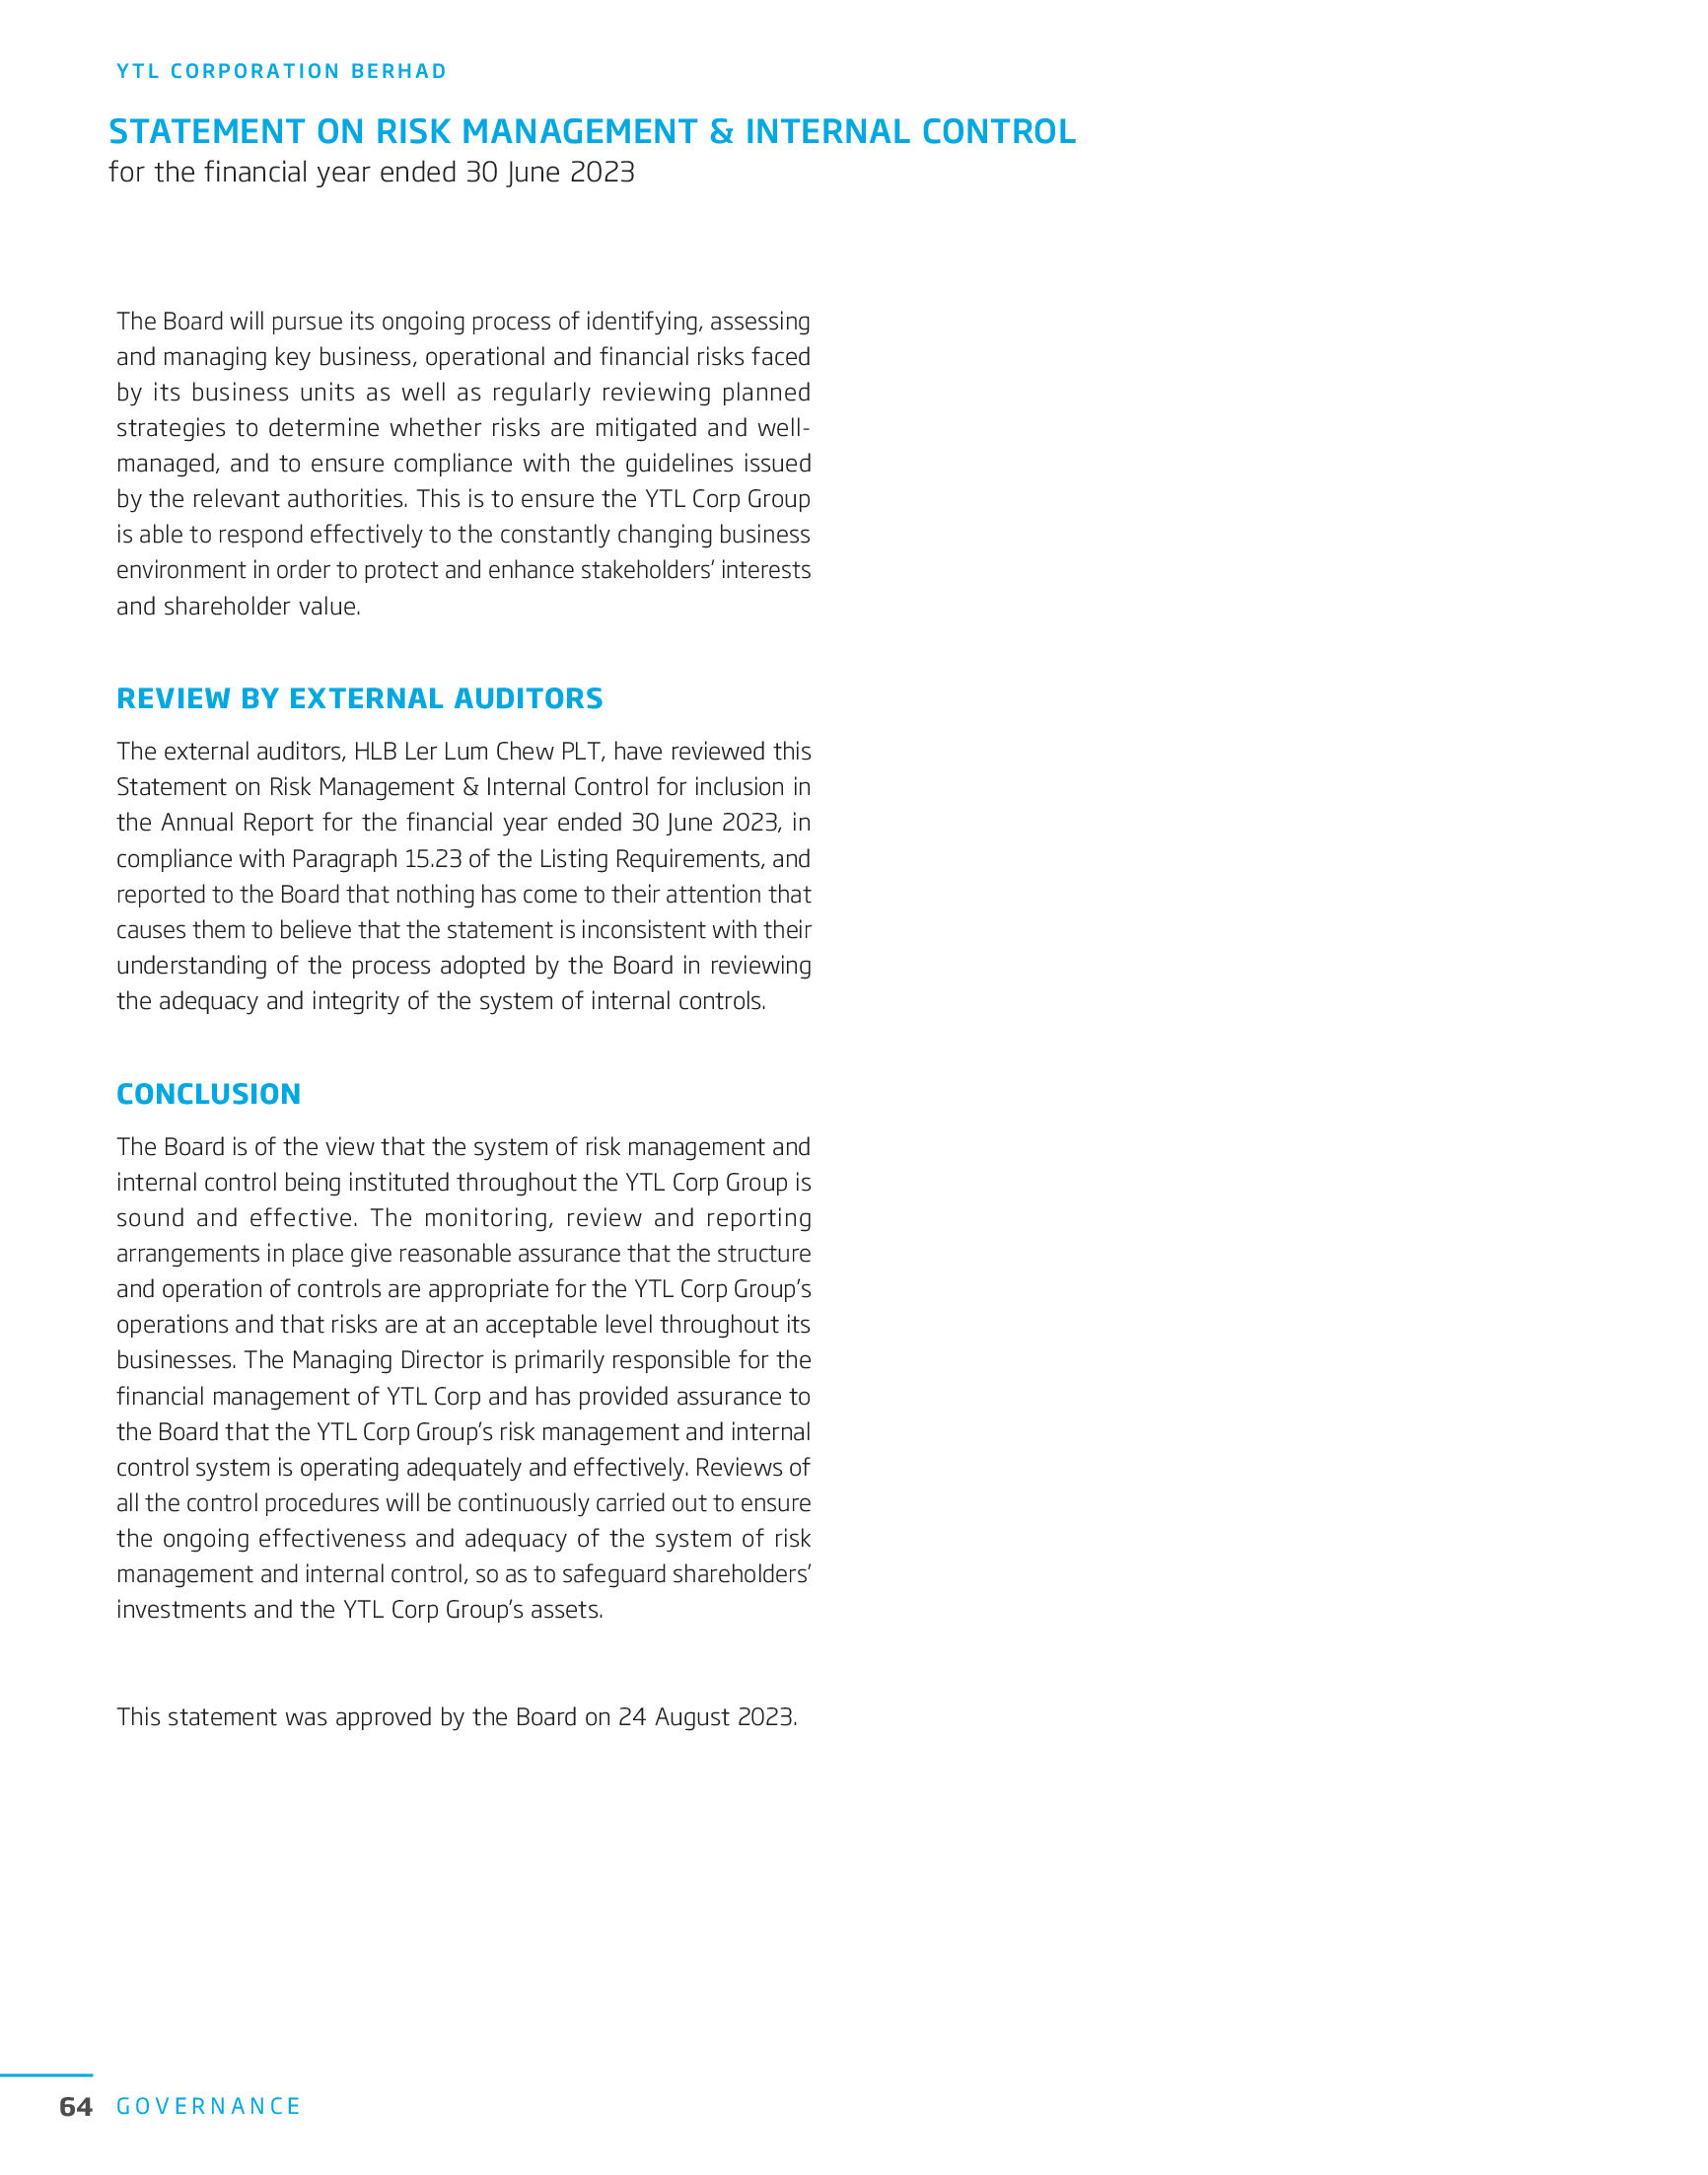 YTL CORPORATION BERHAD
STATEMENT ON RISK MANAGEMENT & INTERNAL CONTROL
for the financial year ended 30 June 2023
The Board will pursue its ongoing process of identifying, assessing
and managing key business, operational and financial risks faced
by its business units as well as regularly reviewing planned
strategies to determine whether risks are mitigated and well-
managed, and to ensure compliance with the guidelines issued
by the relevant authorities. This is to ensure the YTL Corp Group
is able to respond effectively to the constantly changing business
environment in order to protect and enhance stakeholders’ interests
and shareholder value.
REVIEW BY EXTERNAL AUDITORS
The external auditors, HLB Ler Lum Chew PLT, have reviewed this
Statement on Risk Management & Internal Control for inclusion in
the Annual Report for the financial year ended 30 June 2023, in
compliance with Paragraph 15.23 of the Listing Requirements, and
reported to the Board that nothing has come to their attention that
causes them to believe that the statement is inconsistent with their
understanding of the process adopted by the Board in reviewing
the adequacy and integrity of the system of internal controls.
CONCLUSION
The Board is of the view that the system of risk management and
internal control being instituted throughout the YTL Corp Group is
sound and effective. The monitoring, review and reporting
arrangements in place give reasonable assurance that the structure
and operation of controls are appropriate for the YTL Corp Group’s
operations and that risks are at an acceptable level throughout its
businesses. The Managing Director is primarily responsible for the
financial management of YTL Corp and has provided assurance to
the Board that the YTL Corp Group’s risk management and internal
control system is operating adequately and effectively. Reviews of
all the control procedures will be continuously carried out to ensure
the ongoing effectiveness and adequacy of the system of risk
management and internal control, so as to safeguard shareholders’
investments and the YTL Corp Group’s assets.
This statement was approved by the Board on 24 August 2023.
64 GOVERNANCE